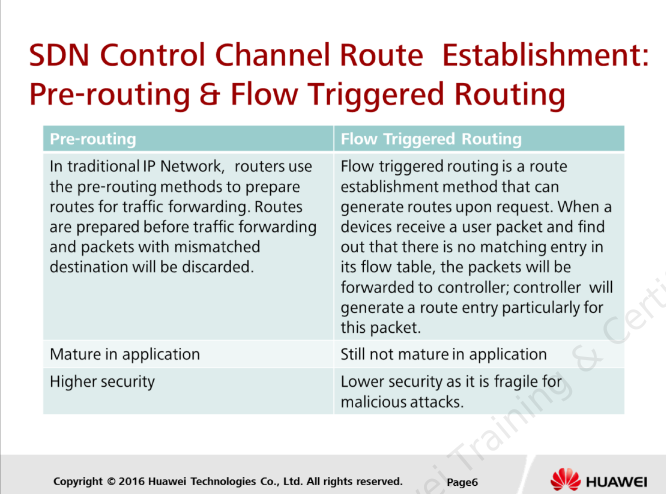 SDN Control Channel Route Establishment:
Pre-routing & Flow Triggered Routing
Pre-routing
Flow Triggered Routing
In traditional IP Network, routers use
the pre-routing methods to prepare
routes for traffic forwarding. Routes
are prepared before traffic forwarding
and packets with mismatched
destination will be discarded.
Flow triggered routing is a route
establishment method that can
generate routes upon request. When a
devices receive a user packet and find
out that there is no matching entry in
its flow table, the packets will be
forwarded to controller; controller will
generate a route entry particularly for
this packet.
Mature in application
Still not mature in application
Higher security
Lower security as it is fragile for
malicious attacks.
Training &
Copyright © 2016 Huawei Technologies Co., Ltd. All rights reserved.
Page6
HUAWEI